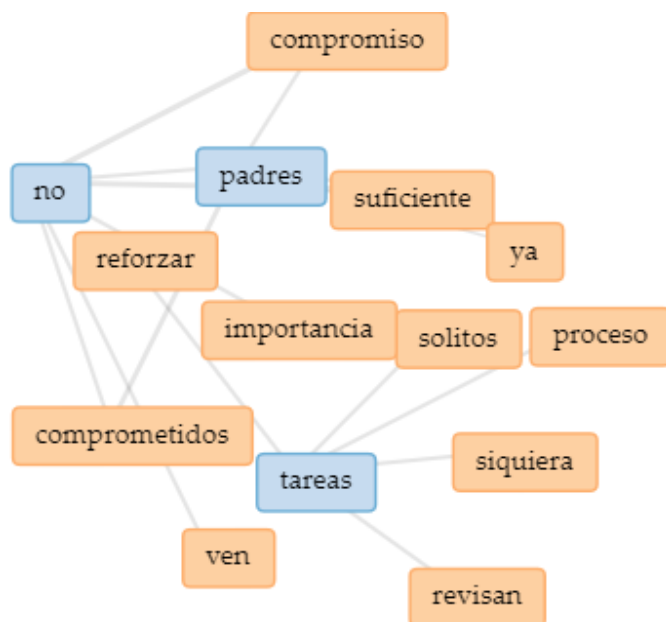 compromiso
padres
no
suficiente
ya
reforzar
importancia
solitos
proceso
comprometidos
siquiera
tareas
ven
revisan